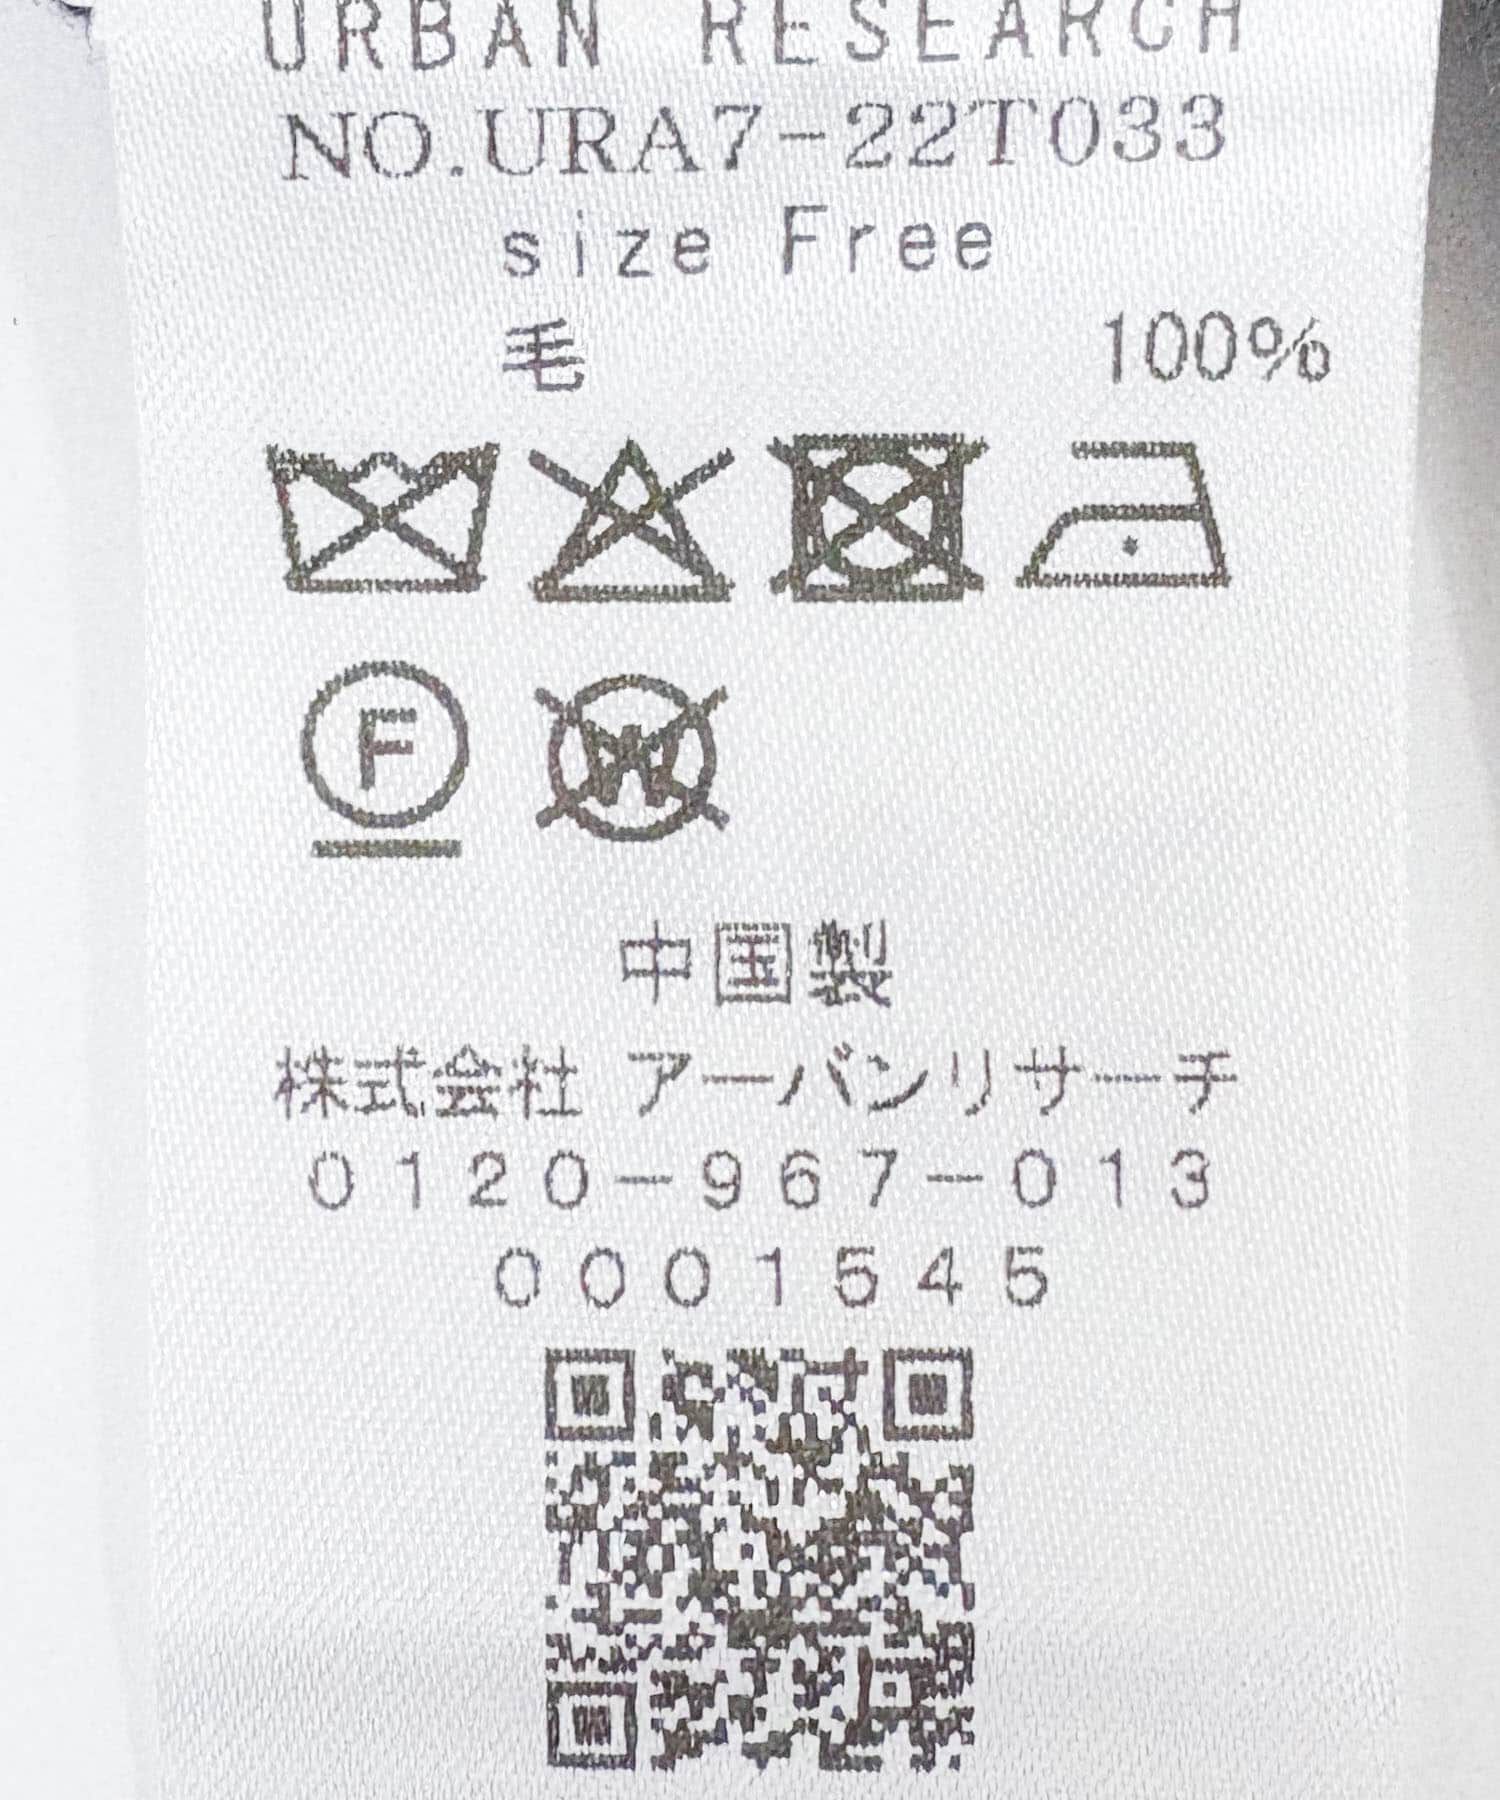 URBAN RESEARCH
NO.URA7-22T033
size Free
毛 100%
F W
中国製
株式会社 アーバンリサーチ
0120-967-013
0001545